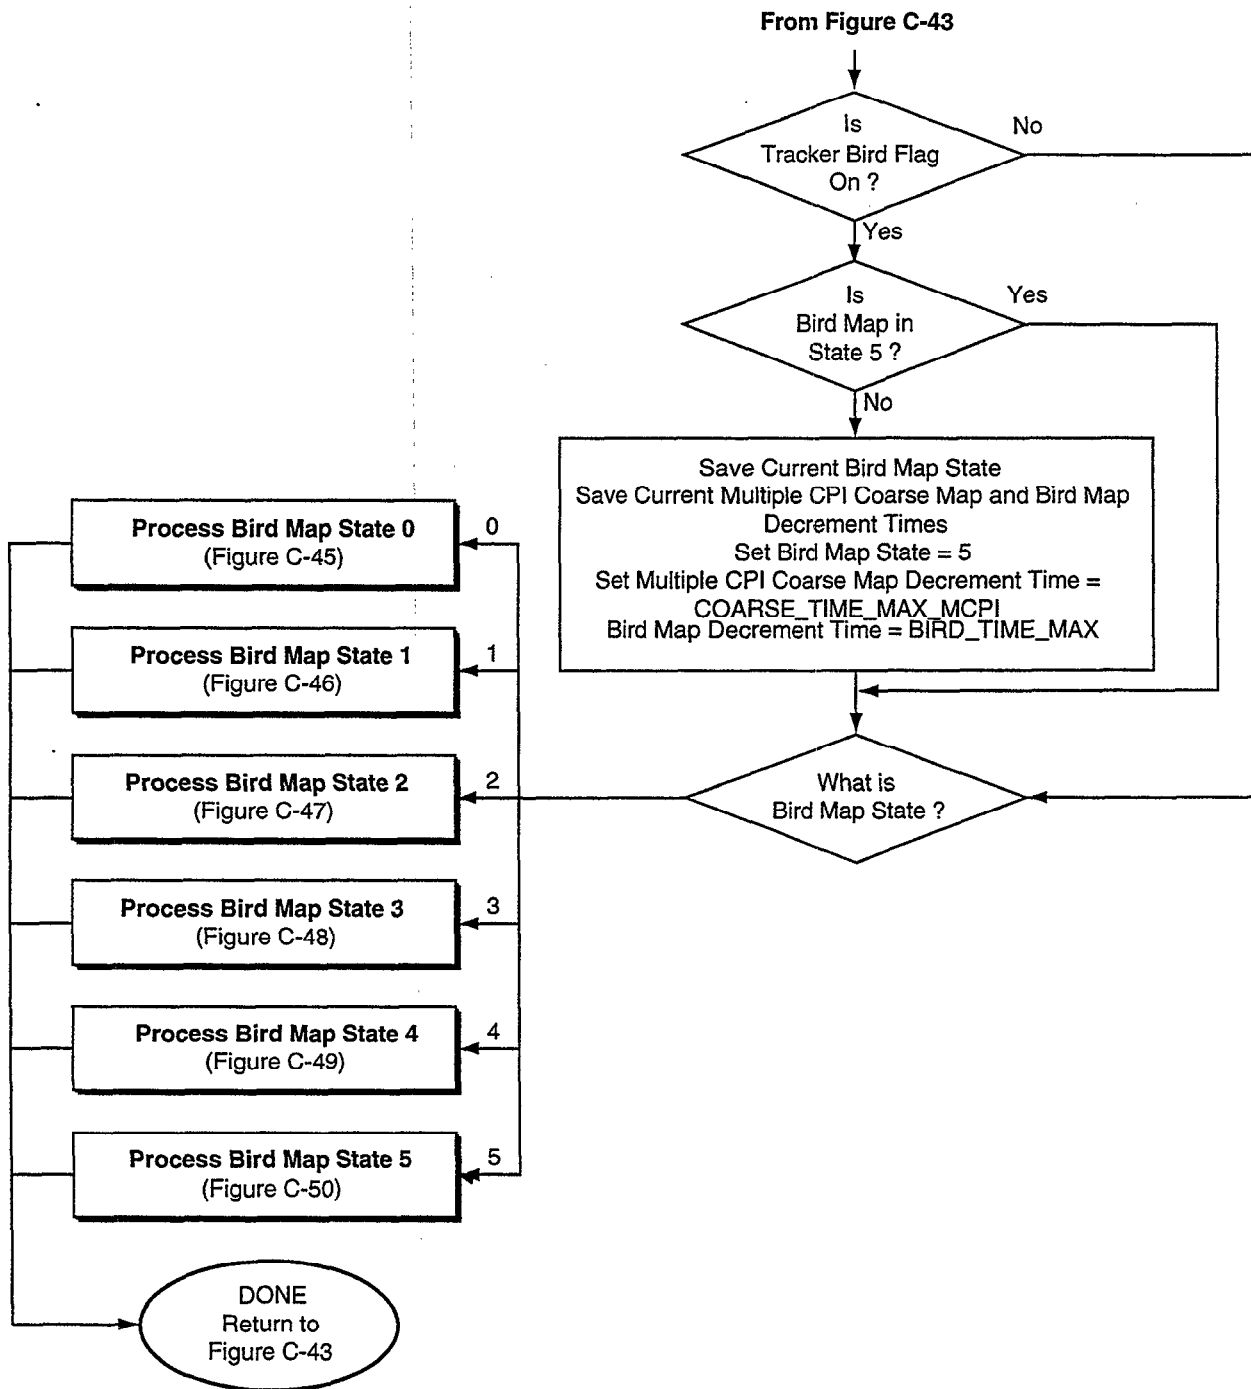 From Figure C-43
Is
Tracker Bird Flag
On ?
No
Yes
Is
Bird Map in
State 5 ?
Yes
No
Save Current Bird Map State
Save Current Multiple CPI Coarse Map and Bird Map
Decrement Times
Set Bird Map State = 5
Set Multiple CPI Coarse Map Decrement Time =
COARSE_TIME_MAX_MCPI
Bird Map Decrement Time = BIRD_TIME_MAX
What is
Bird Map State ?
Process Bird Map State 0
(Figure C-45)
0
Process Bird Map State 1
(Figure C-46)
1
Process Bird Map State 2
(Figure C-47)
2
Process Bird Map State 3
(Figure C-48)
3
Process Bird Map State 4
(Figure C-49)
4
Process Bird Map State 5
(Figure C-50)
5
DONE
Return to
Figure C-43